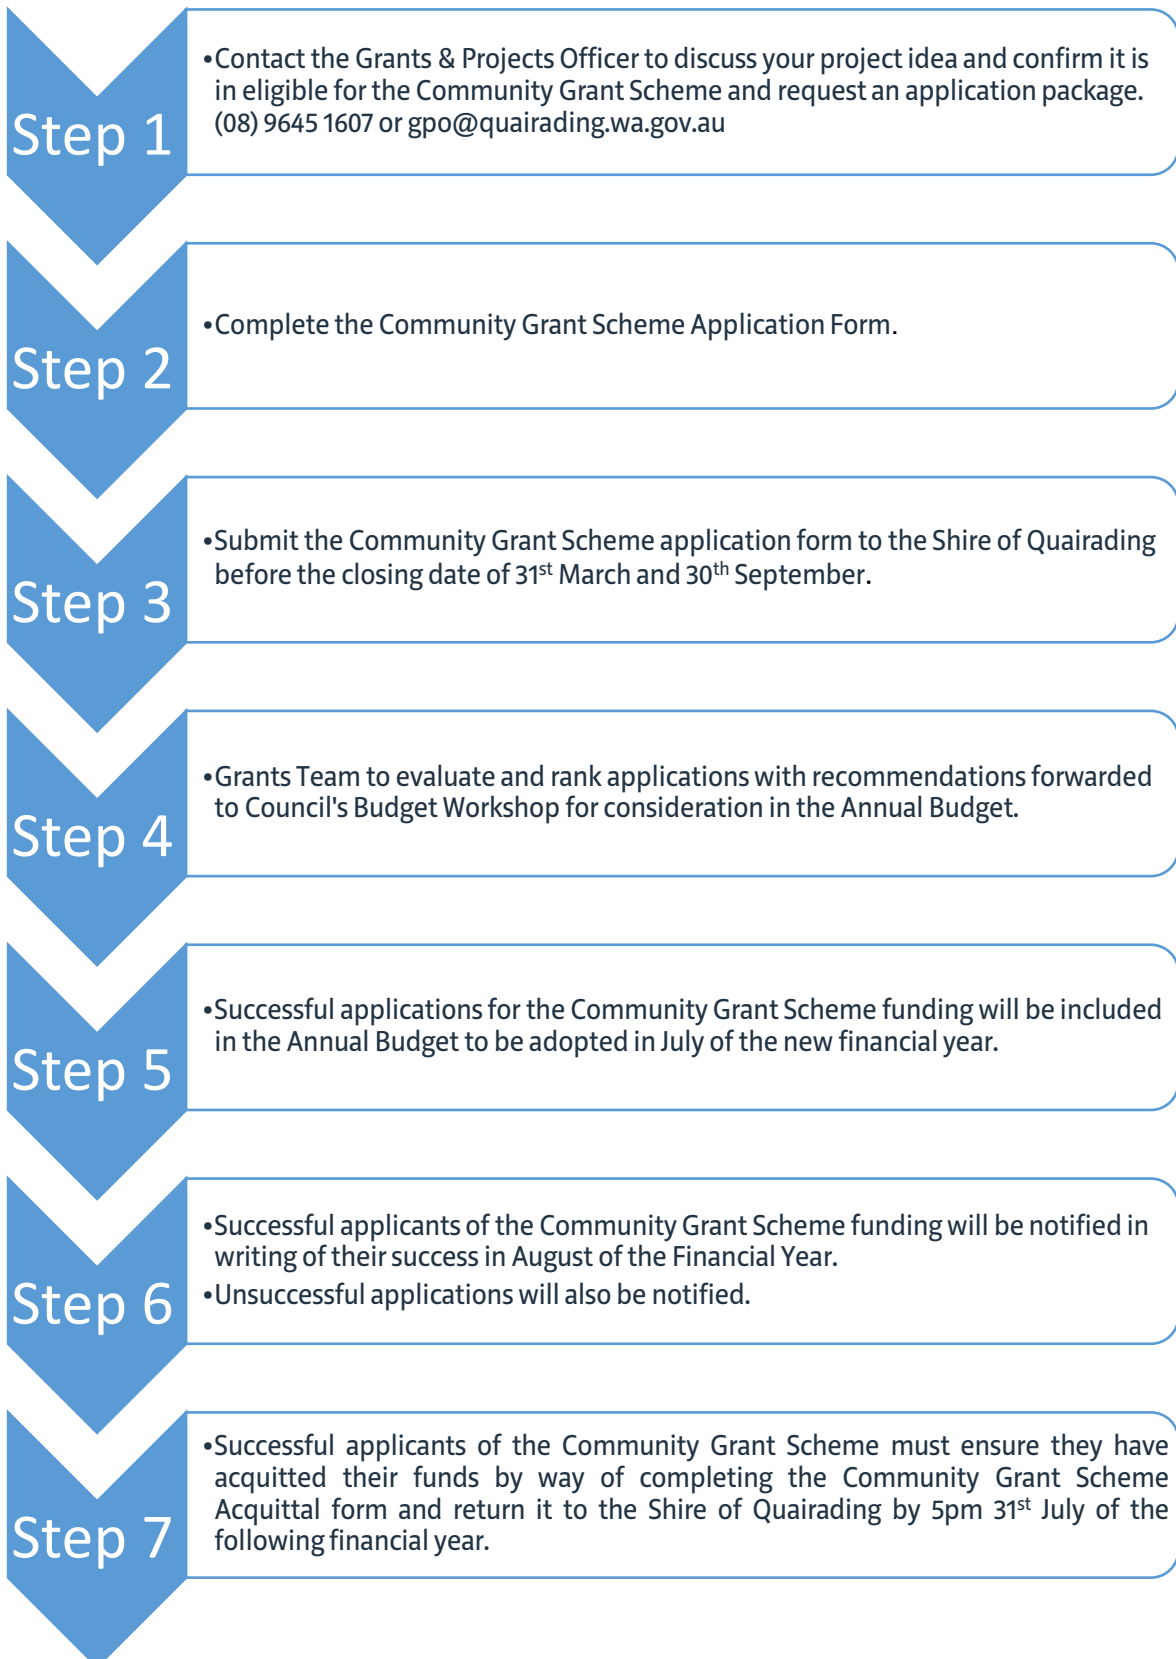 Step 1
•Contact the Grants & Projects Officer to discuss your project idea and confirm it is
in eligible for the Community Grant Scheme and request an application package.
(08) 9645 1607 or gpo@quairading.wa.gov.au
Step 2
•Complete the Community Grant Scheme Application Form.
Step 3
•Submit the Community Grant Scheme application form to the Shire of Quairading
before the closing date of 31st March and 30th September.
Step 4
•Grants Team to evaluate and rank applications with recommendations forwarded
to Council's Budget Workshop for consideration in the Annual Budget.
Step 5
•Successful applications for the Community Grant Scheme funding will be included
in the Annual Budget to be adopted in July of the new financial year.
Step 6
•Successful applicants of the Community Grant Scheme funding will be notified in
writing of their success in August of the Financial Year.
•Unsuccessful applications will also be notified.
Step 7
•Successful applicants of the Community Grant Scheme must ensure they have
acquitted their funds by way of completing the Community Grant Scheme
Acquittal form and return it to the Shire of Quairading by 5pm 31st July of the
following financial year.